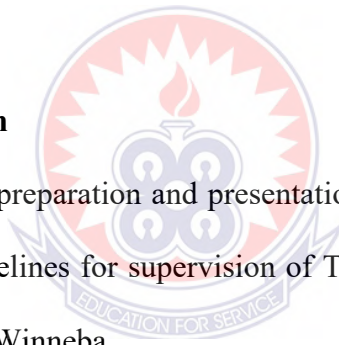 n
preparation and presentatio
elines for supervision of T
EDUCATION FOR SERVICE
Winneba